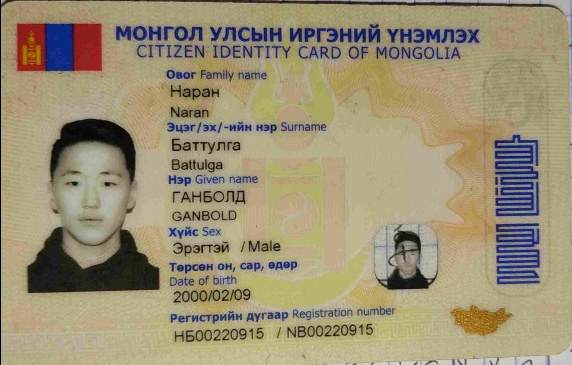 МОНГОЛ УЛСЫН ИРГЭНИЙ ҮНЭМЛЭХ
CITIZEN IDENTITY CARD OF MONGOLIA
Овог Family name
Наран
Naran
Эцэг/эх/-ийн нэр Surname
Баттулга
Battulga
Нэр Given name
ГАНБОЛД
GANBOLD
Хүйс Sex
Эрэгтэй / Male
Төрсөн он, сар, өдөр
Date of birth
2000/02/09
Регистрийн дугаар Registration number
НБ00220915 / NB00220915